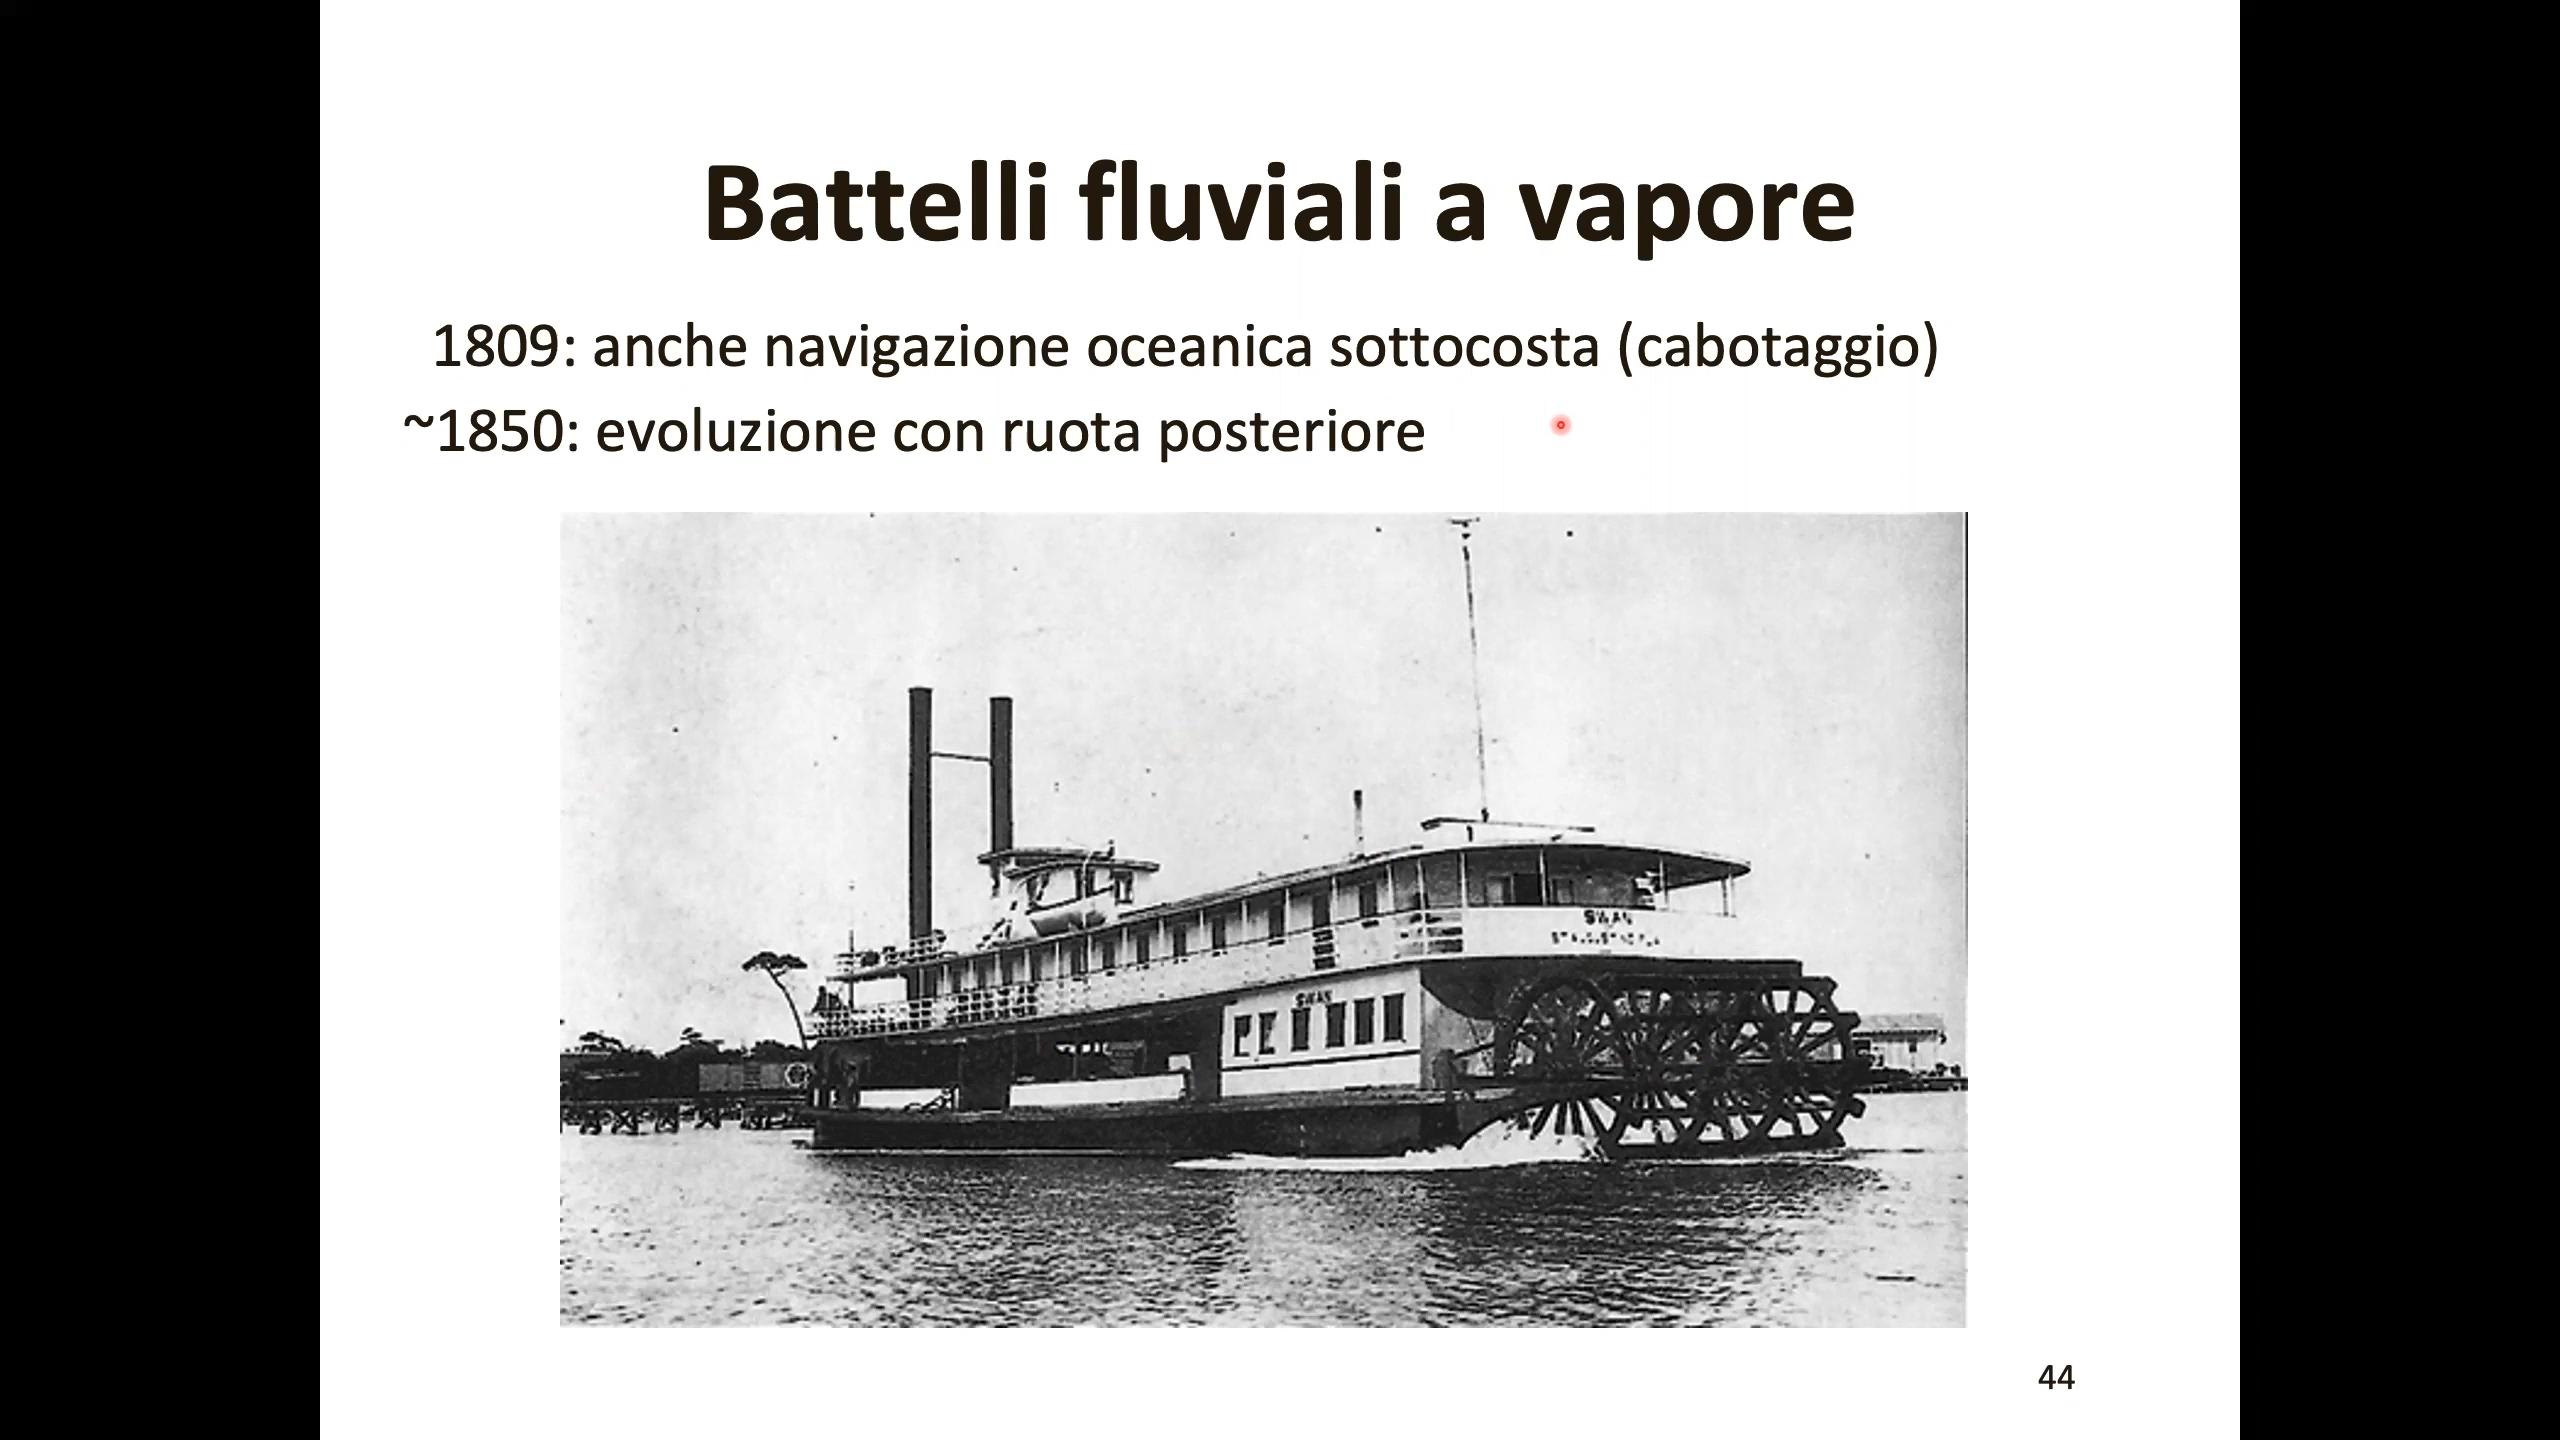 Battelli fluviali a vapore
1809: anche navigazione oceanica sottocosta (cabotaggio)
~1850: evoluzione con ruota posteriore
SWAN
SWAN
44